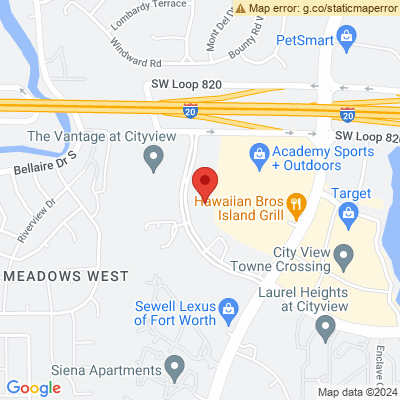 Map error: g.co/staticmaperror
Lombardy Terrace
Windward Rd
Mont Del Dr
Bounty Rd W
PetSmart
SW Loop 820
20
20
SW Loop 820
The Vantage at Cityview
Bellaire Dr S
Academy Sports
+ Outdoors
Riverview Dr
Hawaiian Bros
Island Grill
Target
City View
Towne Crossing
MEADOWS WEST
Laurel Heights at
Cityview
Sewell Lexus
of Fort Worth
Siena Apartments
Enclave
Google
Map data ©2024